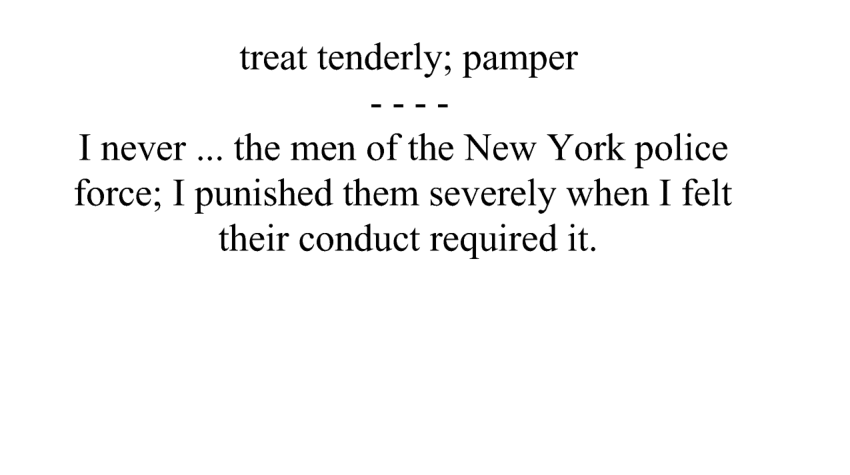 treat tenderly; pamper
- - - -
I never ... the men of the New York police
force; I punished them severely when I felt
their conduct required it.